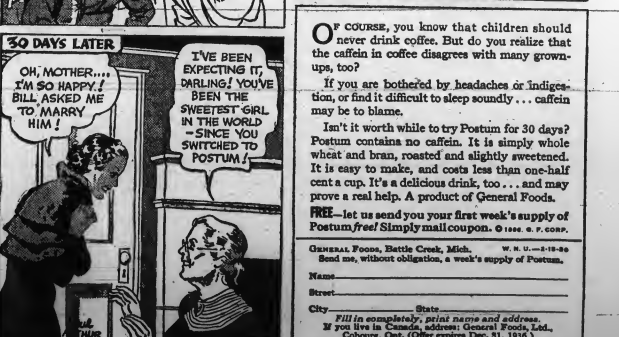 30 DAYS LATER
OH, MOTHER....
I'M SO HAPPY!
BILL ASKED ME
TO MARRY
HIM!
I'VE BEEN
EXPECTING IT,
DARLING! YOU'VE
BEEN THE
SWEETEST GIRL
IN THE WORLD
-SINCE YOU
SWITCHED TO
POSTUM!
OF COURSE, you know that children should
never drink coffee. But do you realize that
the caffein in coffee disagrees with many grown-
ups, too?
If you are bothered by headaches or indiges-
tion, or find it difficult to sleep soundly ... caffein
may be to blame.
Isn't it worth while to try Postum for 30 days?
Postum contains no caffein. It is simply whole
wheat and bran, roasted and slightly sweetened.
It is easy to make, and costs less than one-half
cent a cup. It's a delicious drink, too ... and may
prove a real help. A product of General Foods.
FREE—let us send you your first week's supply of
Postum free! Simply mail coupon. © G. F. CORP.
GENERAL FOODS, Battle Creek, Mich. W. N. U.
Send me, without obligation, a week's supply of Postum.
Name
Street
City State
Fill in completely, print name and address.
If you live in Canada, address: General Foods, Ltd.,
Cobourg, Ont. (Offer expires Dec. 31, 1936.)